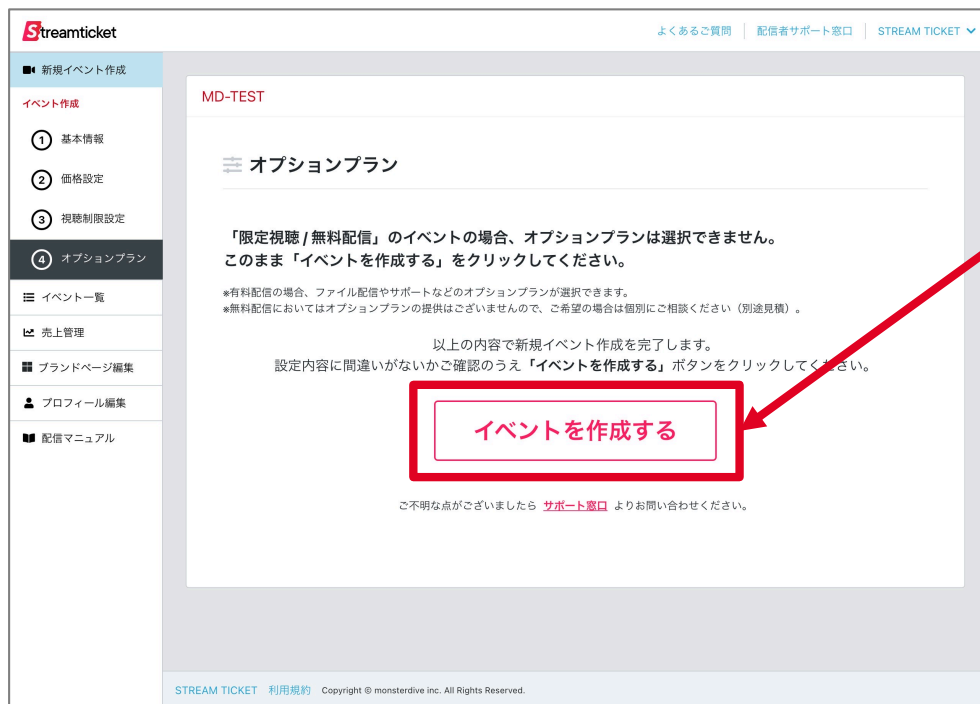 Streamticket
よくあるご質問
配信者サポート窓口
STREAM TICKET
新規イベント作成
イベント作成
1 基本情報
2 価格設定
3 視聴制限設定
4 オプションプラン
イベント一覧
売上管理
ブランドページ編集
プロフィール編集
配信マニュアル
MD-TEST
オプションプラン
「限定視聴 / 無料配信」のイベントの場合、オプションプランは選択できません。
このまま「イベントを作成する」をクリックしてください。
*有料配信の場合、ファイル配信やサポートなどのオプションプランが選択できます。
*無料配信においてはオプションプランの提供はございませんので、ご希望の場合は個別にご相談ください（別途見積）。
以上の内容で新規イベント作成を完了します。
設定内容に間違いがないかご確認のうえ「イベントを作成する」ボタンをクリックしてください。
イベントを作成する
ご不明な点がございましたら サポート窓口 よりお問い合わせください。
STREAM TICKET 利用規約 Copyright © monsterdive inc. All Rights Reserved.